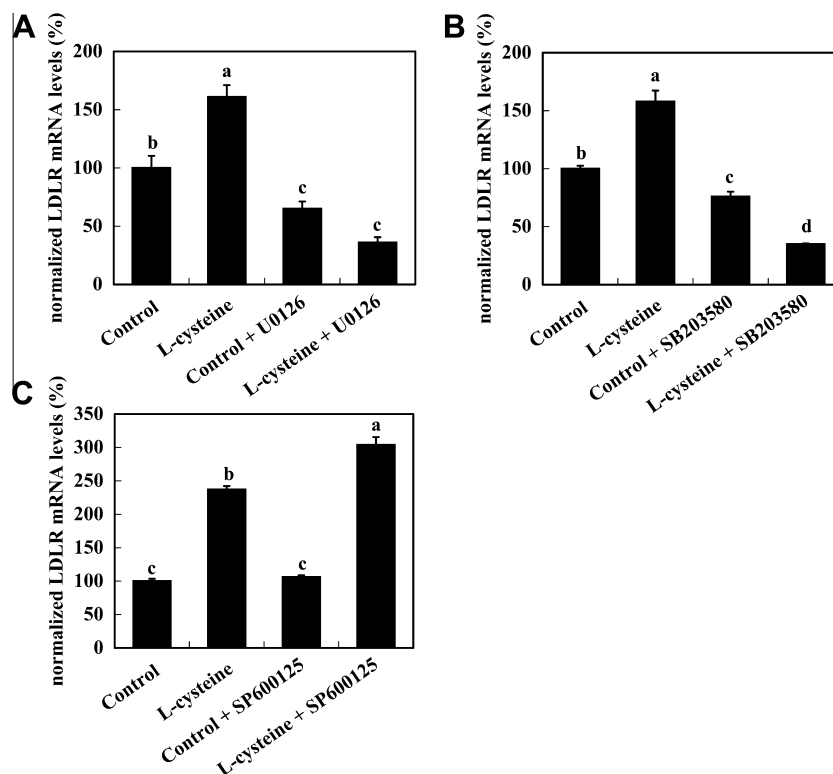 A
normalized LDLR mRNA levels (%)
200
150
100
50
0
b
a
c
c
Control
L-cysteine
Control + U0126
L-cysteine + U0126
B
normalized LDLR mRNA levels (%)
200
150
100
50
0
b
a
c
d
Control
L-cysteine
Control + SB203580
L-cysteine + SB203580
C
normalized LDLR mRNA levels (%)
350
300
250
200
150
100
50
0
c
b
c
a
Control
L-cysteine
Control + SP600125
L-cysteine + SP600125